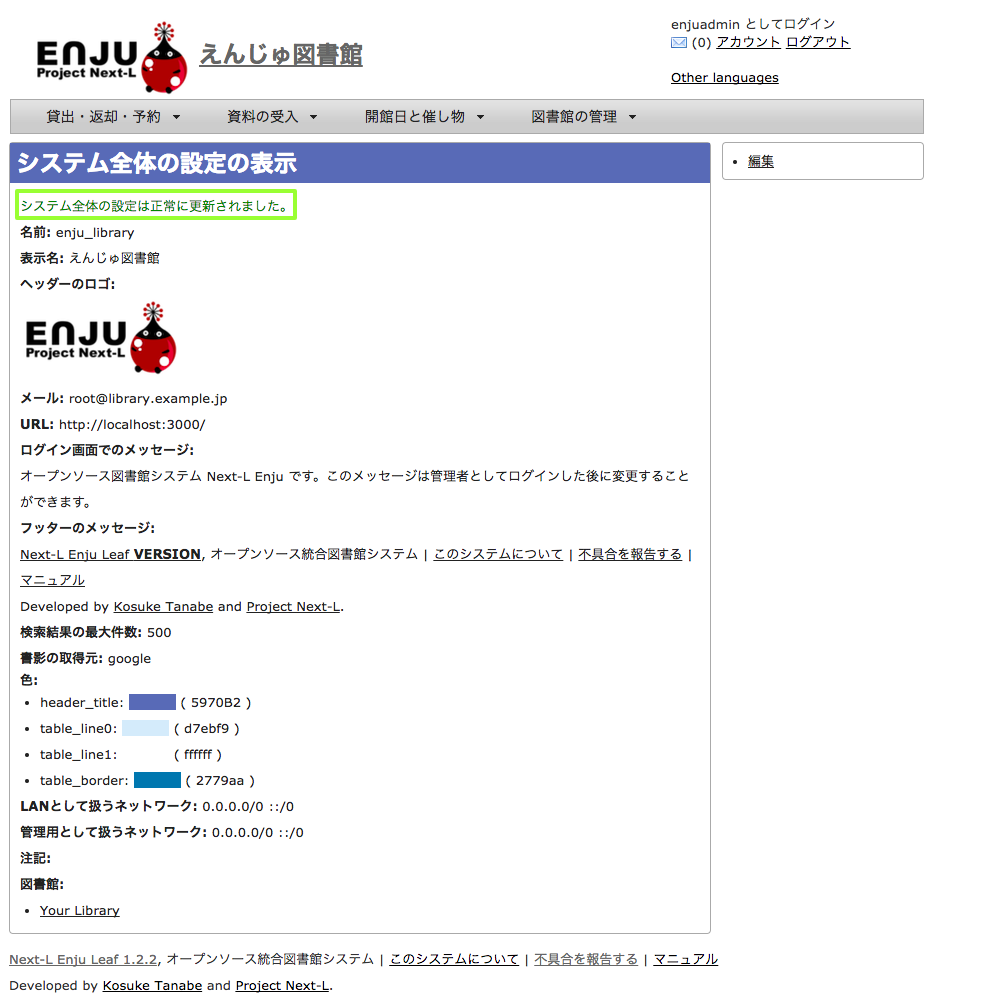 ENJU
Project Next-L
えんじゅ図書館
enjuadmin としてログイン
(0) アカウント ログアウト
Other languages
貸出・返却・予約 資料の受入 開館日と催し物 図書館の管理
システム全体の設定の表示
編集
システム全体の設定は正常に更新されました。
名前: enju_library
表示名: えんじゅ図書館
ヘッダーのロゴ:
ENJU
Project Next-L
メール: root@library.example.jp
URL: http://localhost:3000/
ログイン画面でのメッセージ:
オープンソース図書館システム Next-L Enju です。このメッセージは管理者としてログインした後に変更すること
ができます。
フッターのメッセージ:
Next-L Enju Leaf VERSION, オープンソース統合図書館システム | このシステムについて | 不具合を報告する |
マニュアル
Developed by Kosuke Tanabe and Project Next-L.
検索結果の最大件数: 500
書影の取得元: google
色:
• header_title: ( 5970B2 )
• table_line0: ( d7ebf9 )
• table_line1: ( ffffff )
• table_border: ( 2779aa )
LANとして扱うネットワーク: 0.0.0.0/0 ::/0
管理用として扱うネットワーク: 0.0.0.0/0 ::/0
注記:
図書館:
• Your Library
Next-L Enju Leaf 1.2.2, オープンソース統合図書館システム | このシステムについて | 不具合を報告する | マニュアル
Developed by Kosuke Tanabe and Project Next-L.